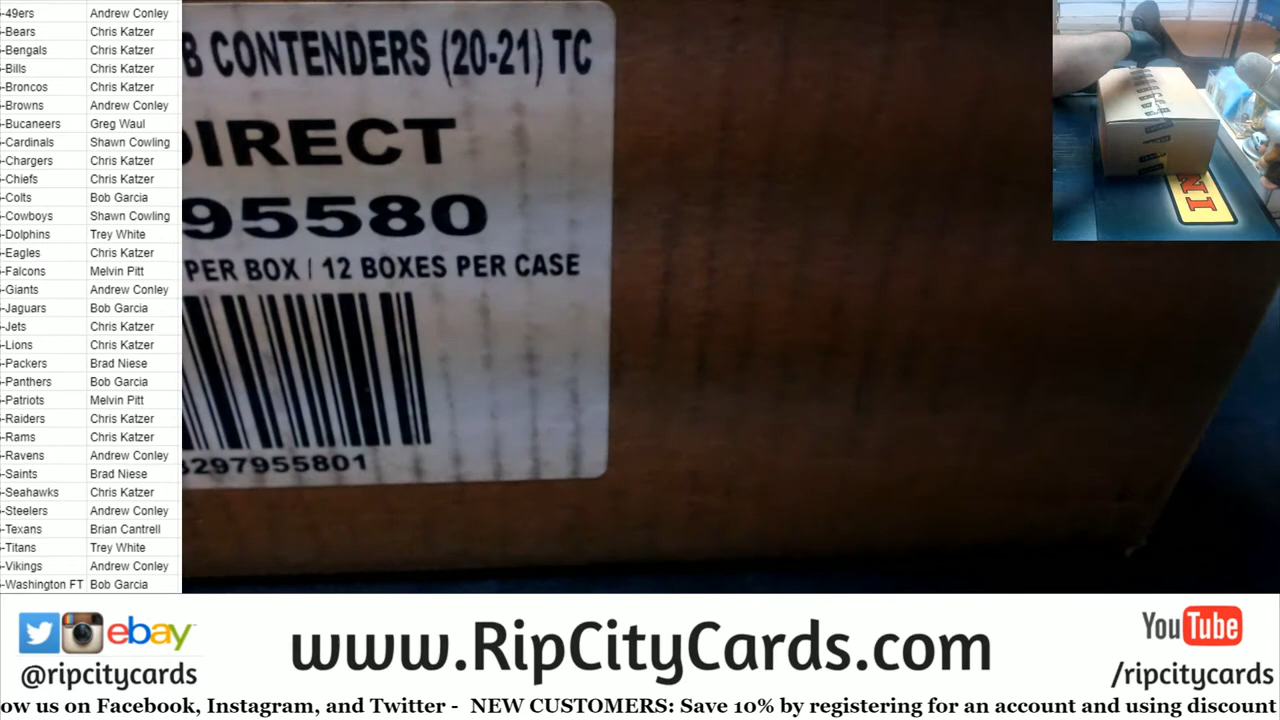 -49ers Andrew Conley
-Bears Chris Katzer
-Bengals Chris Katzer
-Bills Chris Katzer
-Broncos Chris Katzer
-Browns Andrew Conley
-Bucaneers Greg Waul
-Cardinals Shawn Cowling
-Chargers Chris Katzer
-Chiefs Chris Katzer
-Colts Bob Garcia
-Cowboys Shawn Cowling
-Dolphins Trey White
-Eagles Chris Katzer
-Falcons Melvin Pitt
-Giants Andrew Conley
-Jaguars Bob Garcia
-Jets Chris Katzer
-Lions Chris Katzer
-Packers Brad Niese
-Panthers Bob Garcia
-Patriots Melvin Pitt
-Raiders Chris Katzer
-Rams Chris Katzer
-Ravens Andrew Conley
-Saints Brad Niese
-Seahawks Chris Katzer
-Steelers Andrew Conley
-Texans Brian Cantrell
-Titans Trey White
-Vikings Andrew Conley
-Washington FT Bob Garcia
B CONTENDERS (20-21) TC
DIRECT
95580
PER BOX | 12 BOXES PER CASE
3297955801
NI
ebay
@ripcitycards
www.RipCityCards.com
YouTube
/ripcitycards
ow us on Facebook, Instagram, and Twitter - NEW CUSTOMERS: Save 10% by registering for an account and using discount